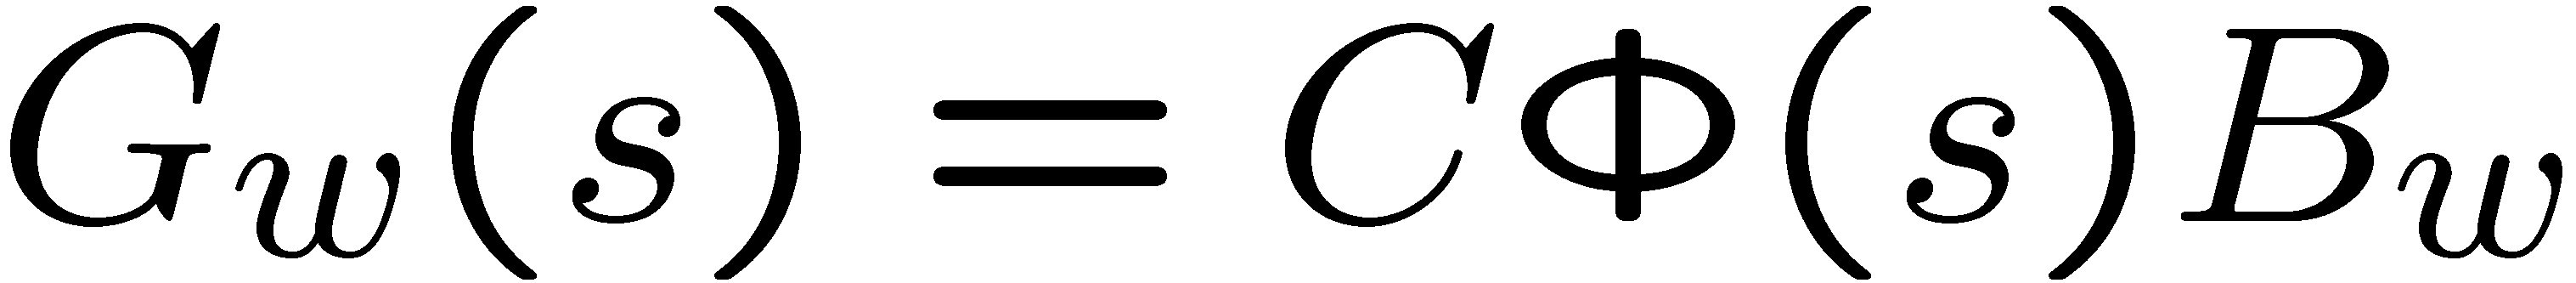 G_w(s) = CΦ(s)B_w